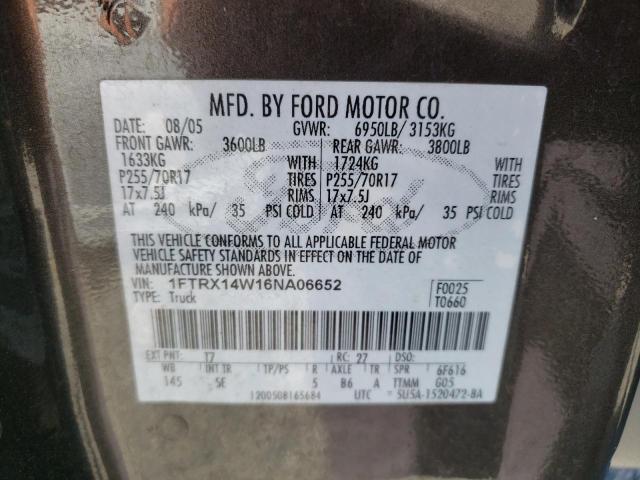 MFD. BY FORD MOTOR CO.
DATE: 08/05 GVWR: 6950LB/ 3153KG
FRONT GAWR: 3600LB REAR GAWR: 3800LB
1633KG WITH 1724KG WITH
P255/70R17 TIRES P255/70R17 TIRES
17x7.5J RIMS 17x7.5J RIMS
AT 240 kPa/ 35 PSI COLD AT 240 kPa/ 35 PSI COLD
THIS VEHICLE CONFORMS TO ALL APPLICABLE FEDERAL MOTOR
VEHICLE SAFETY STANDARDS IN EFFECT ON THE DATE OF
MANUFACTURE SHOWN ABOVE.
VIN: 1FTRX14W16NA06652 F0025
TYPE: Truck T0660
EXT PNT: T7 RC: 27 DSO:
WB INT TR TP/PS R AXLE TR SPR 6F616
145 SE 5 B6 A TTMM G05
1200508165684 UTC 5U5A-1520472-BA
Ford